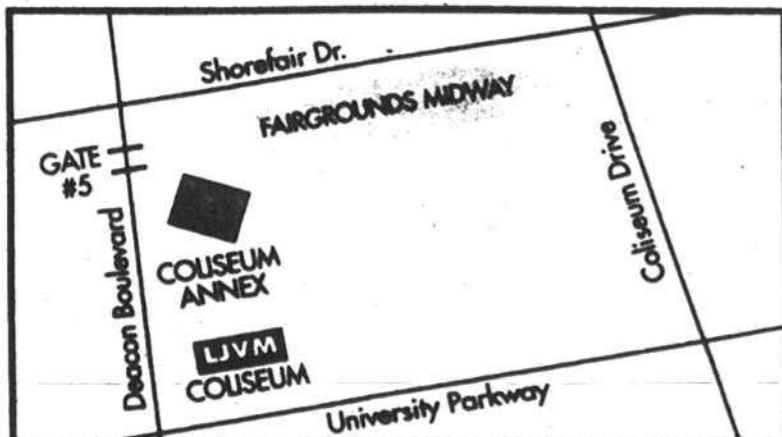 Shorefair Dr.
FAIRGROUNDS MIDWAY
GATE
#5
Coliseum Drive
Deacon Boulevard
COLISEUM
ANNEX
LJVM
COLISEUM
University Parkway